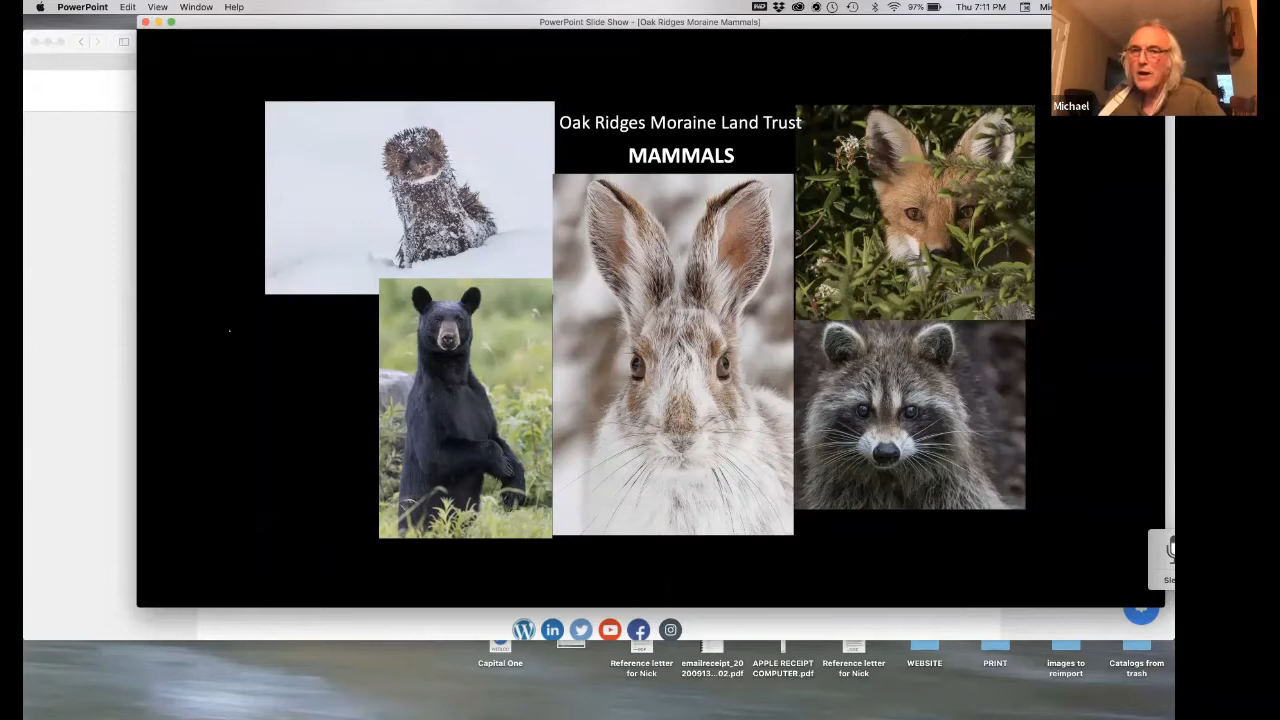 PowerPoint Edit View Window Help
97% Thu 7:11 PM
PowerPoint Slide Show - [Oak Ridges Moraine Mammals]
Michael
Oak Ridges Moraine Land Trust
MAMMALS
Capital One
Reference letter
for Nick
emailreceipt_20
200913...02.pdf
APPLE RECEIPT
COMPUTER.pdf
Reference letter
for Nick
WEBSITE
PRINT
images to
reimport
Catalogs from
trash